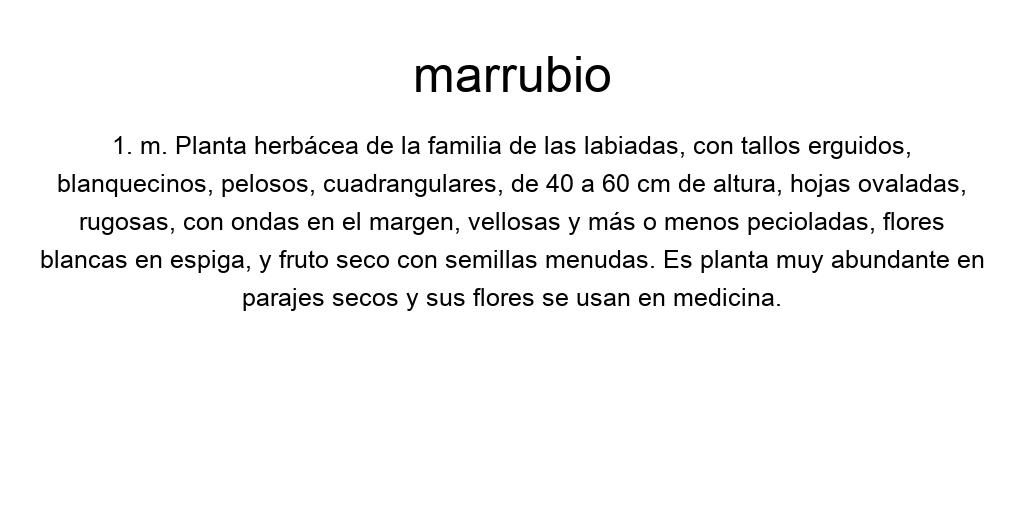 marrubio
1. m. Planta herbácea de la familia de las labiadas, con tallos erguidos,
blanquecinos, pelosos, cuadrangulares, de 40 a 60 cm de altura, hojas ovaladas,
rugosas, con ondas en el margen, vellosas y más o menos pecioladas, flores
blancas en espiga, y fruto seco con semillas menudas. Es planta muy abundante en
parajes secos y sus flores se usan en medicina.